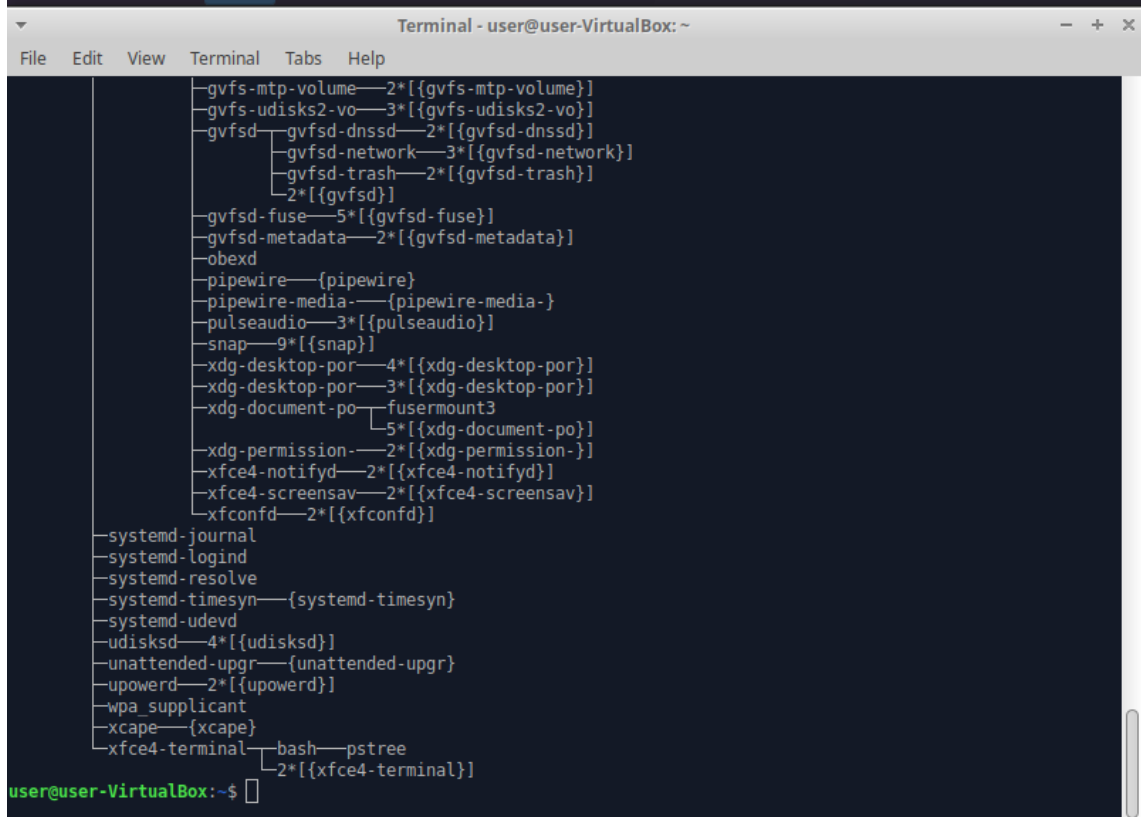 Terminal - user@user-VirtualBox: ~
File Edit View Terminal Tabs Help
│         ├─gvfs-mtp-volume───2*[{gvfs-mtp-volume}]
│         ├─gvfs-udisks2-vo───3*[{gvfs-udisks2-vo}]
│         ├─gvfsd─┬─gvfsd-dnssd───2*[{gvfsd-dnssd}]
│         │       ├─gvfsd-network───3*[{gvfsd-network}]
│         │       ├─gvfsd-trash───2*[{gvfsd-trash}]
│         │       └─2*[{gvfsd}]
│         ├─gvfsd-fuse───5*[{gvfsd-fuse}]
│         ├─gvfsd-metadata───2*[{gvfsd-metadata}]
│         ├─obexd
│         ├─pipewire───{pipewire}
│         ├─pipewire-media-───{pipewire-media-}
│         ├─pulseaudio───3*[{pulseaudio}]
│         ├─snap───9*[{snap}]
│         ├─xdg-desktop-por───4*[{xdg-desktop-por}]
│         ├─xdg-desktop-por───3*[{xdg-desktop-por}]
│         ├─xdg-document-po─┬─fusermount3
│         │                 └─5*[{xdg-document-po}]
│         ├─xdg-permission-───2*[{xdg-permission-}]
│         ├─xfce4-notifyd───2*[{xfce4-notifyd}]
│         ├─xfce4-screensav───2*[{xfce4-screensav}]
│         └─xfconfd───2*[{xfconfd}]
├─systemd-journal
├─systemd-logind
├─systemd-resolve
├─systemd-timesyn───{systemd-timesyn}
├─systemd-udevd
├─udisksd───4*[{udisksd}]
├─unattended-upgr───{unattended-upgr}
├─upowerd───2*[{upowerd}]
├─wpa_supplicant
├─xcape───{xcape}
└─xfce4-terminal─┬─bash───pstree
                 └─2*[{xfce4-terminal}]
user@user-VirtualBox:~$